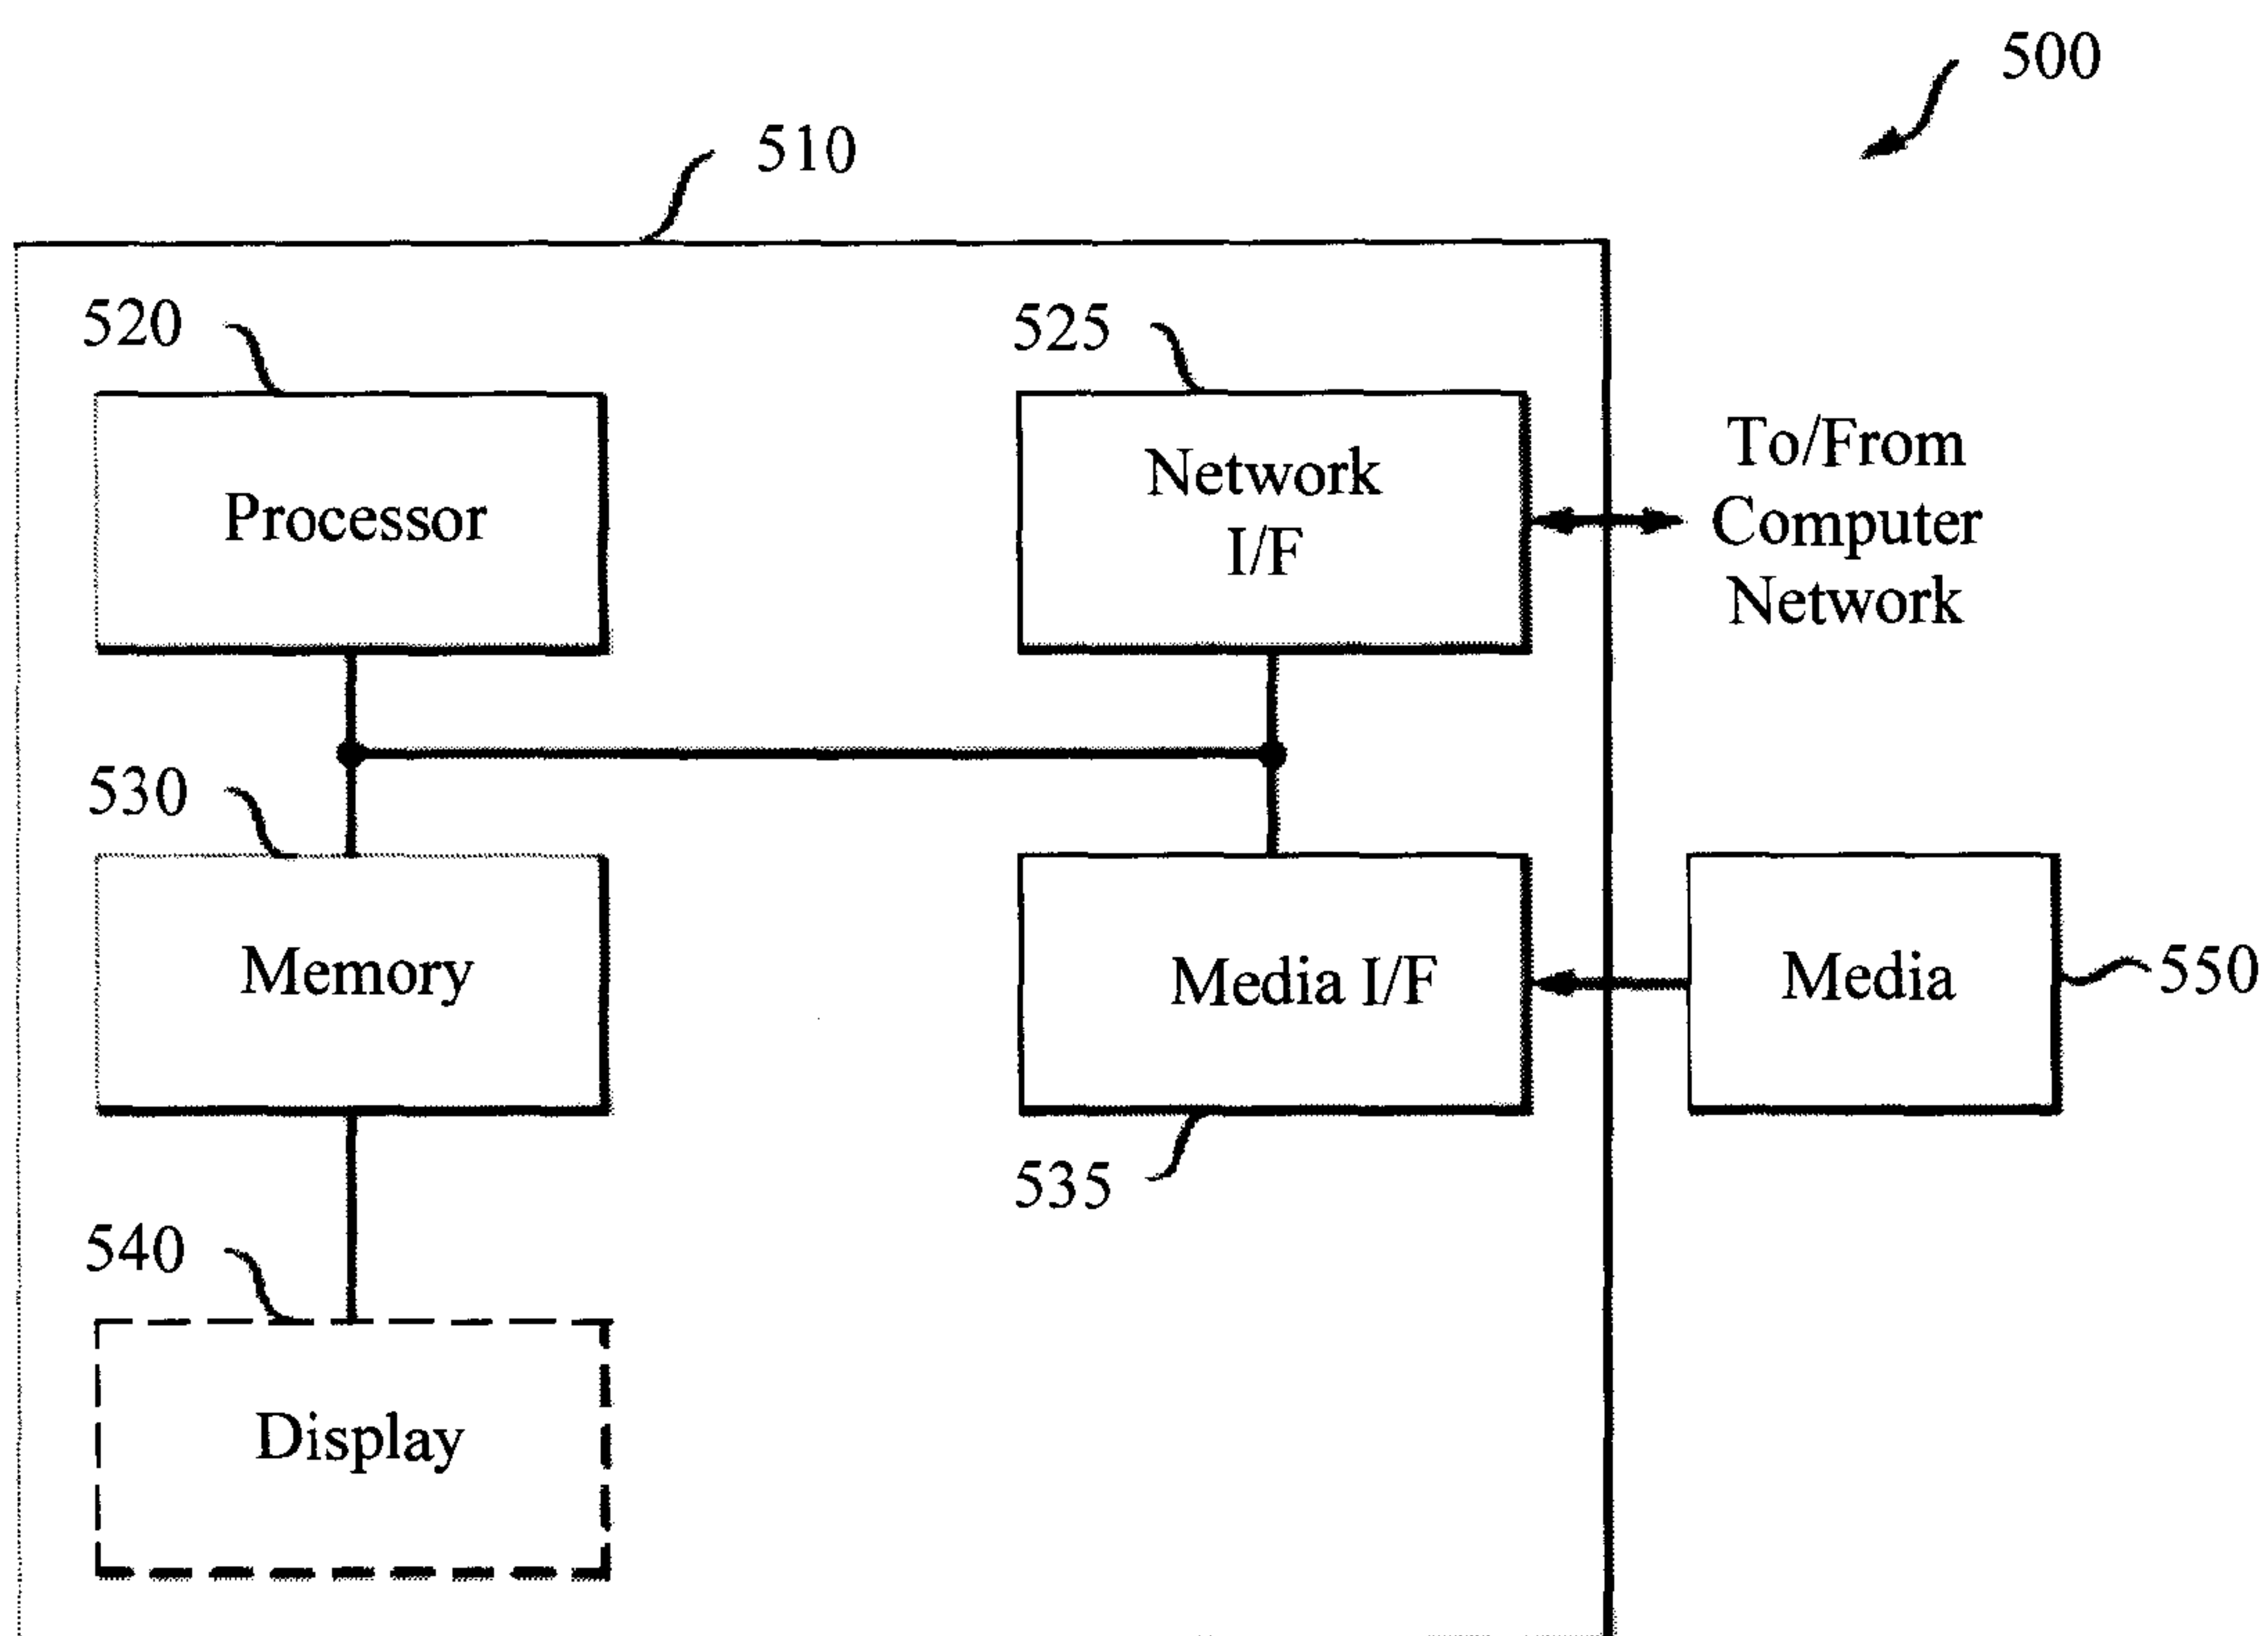 500
510
520
525
Processor
Network
I/F
To/From
Computer
Network
530
Memory
Media I/F
Media
550
535
540
Display